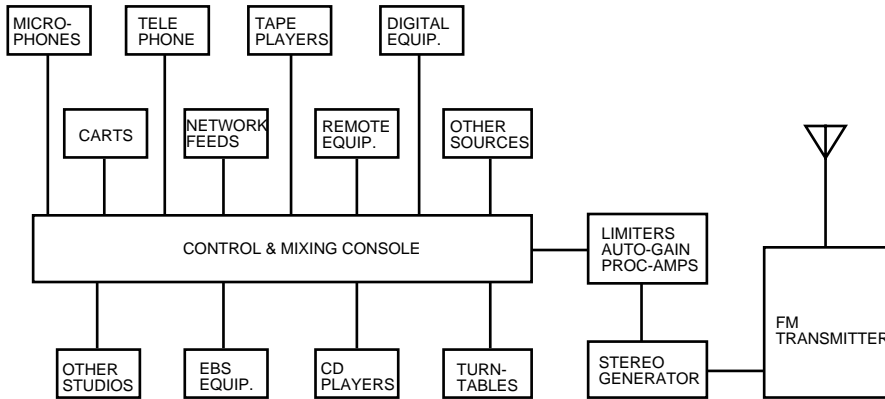 MICRO-
PHONES
TELE
PHONE
TAPE
PLAYERS
DIGITAL
EQUIP.
CARTS
NETWORK
FEEDS
REMOTE
EQUIP.
OTHER
SOURCES
CONTROL & MIXING CONSOLE
LIMITERS
AUTO-GAIN
PROC-AMPS
FM
TRANSMITTER
OTHER
STUDIOS
EBS
EQUIP.
CD
PLAYERS
TURN-
TABLES
STEREO
GENERATOR